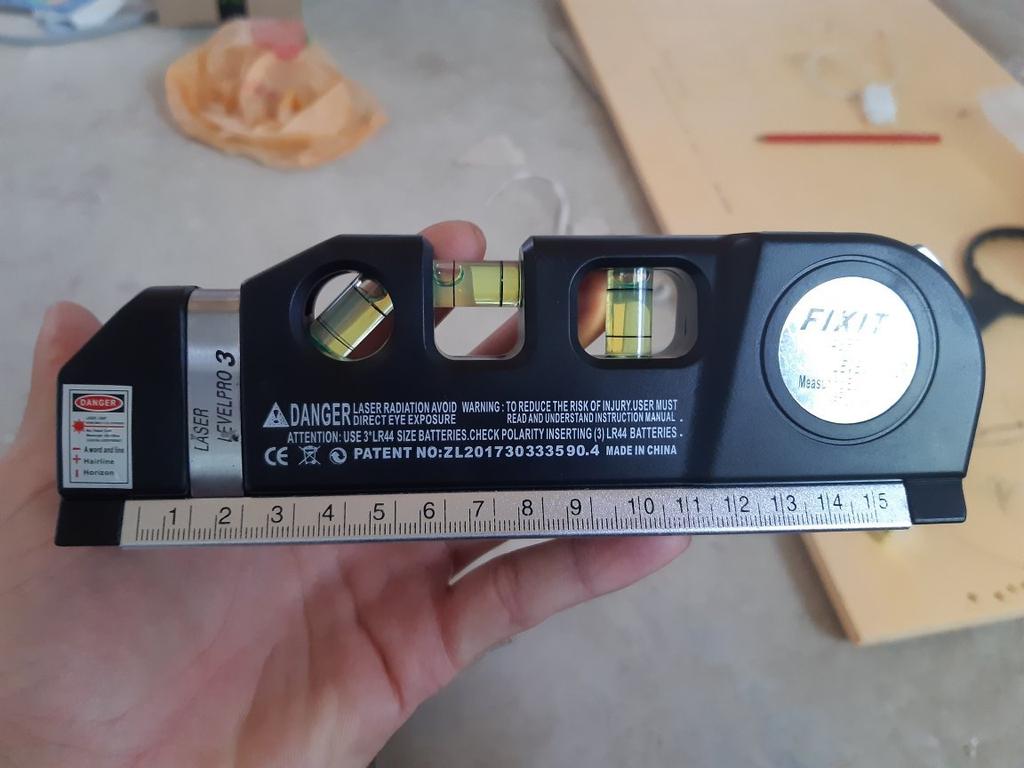 FIXIT
DANGER
LASER
LEVELPRO 3
DANGER LASER RADIATION AVOID DIRECT EYE EXPOSURE
WARNING : TO REDUCE THE RISK OF INJURY.USER MUST
READ AND UNDERSTAND INSTRUCTION MANUAL .
ATTENTION: USE 3*LR44 SIZE BATTERIES.CHECK POLARITY INSERTING (3) LR44 BATTERIES .
CE PATENT NO:ZL201730333590.4 MADE IN CHINA
A word and line
Hairline
Horizon
1 2 3 4 5 6 7 8 9 10 11 12 13 14 15